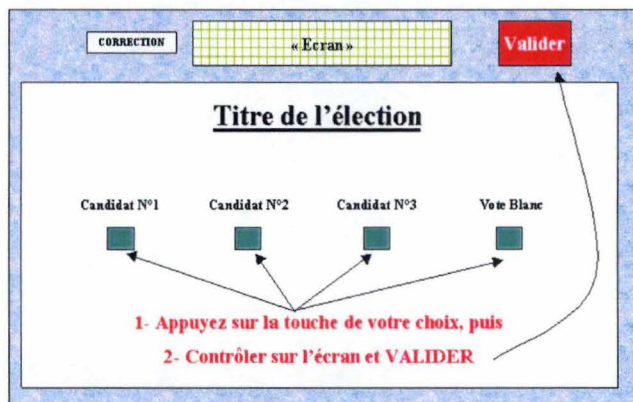 CORRECTION « Ecran » Valider
Titre de l'élection
Candidat N°1 Candidat N°2 Candidat N°3 Vote Blanc
1- Appuyez sur la touche de votre choix, puis
2- Contrôler sur l'écran et VALIDER